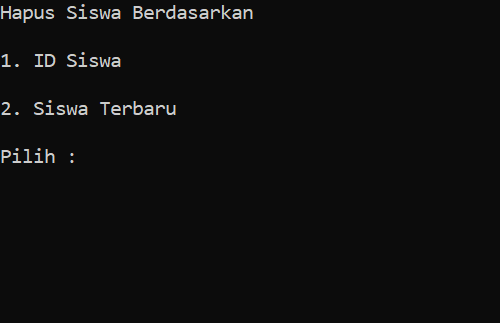 Hapus Siswa Berdasarkan
1. ID Siswa
2. Siswa Terbaru
Pilih :